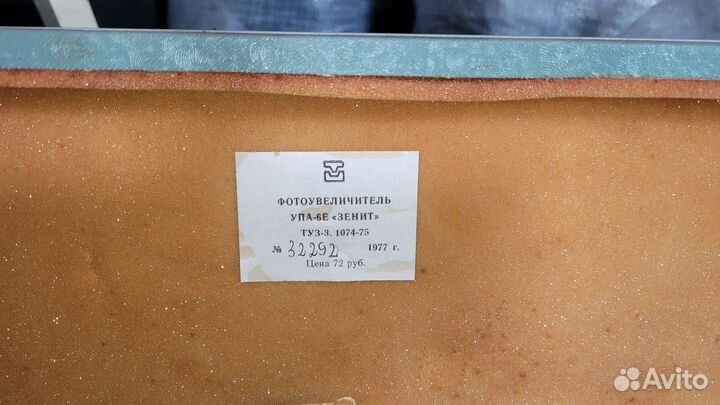 ФОТОУВЕЛИЧИТЕЛЬ
УПА-6Е «ЗЕНИТ»
ТУЗ-3. 1074-75
№ 32292 1977 г.
Цена 72 руб.
Avito